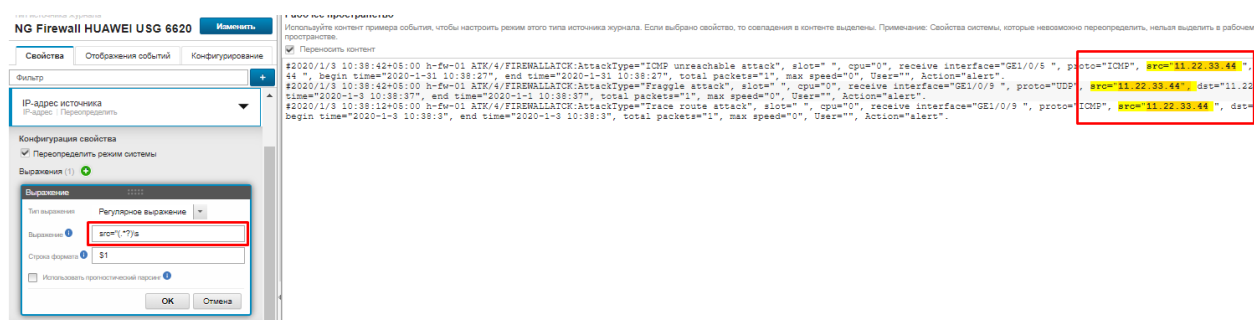 NG Firewall HUAWEI USG 6620
Изменить
Свойства
Отображения событий
Конфигурирование
Фильтр
+
IP-адрес источника
IP-адрес | Переопределить
Конфигурация свойства
Переопределить режим системы
Выражения (1)
Выражение
Тип выражения
Регулярное выражение
Выражение
src="(.*?)\s
Строка формата
$1
Использовать прогностический парсинг
OK
Отмена
Рабочее пространство
Используйте контент примера события, чтобы настроить режим этого типа источника журнала. Если выбрано свойство, то совпадения в контенте выделены. Примечание: Свойства системы, которые невозможно переопределить, нельзя выделить в рабочем
пространстве.
Переносить контент
#2020/1/3 10:38:42+05:00 h-fw-01 ATK/4/FIREWALLATCK:AttackType="ICMP unreachable attack", slot=" ", cpu="0", receive interface="GE1/0/5 ", proto="ICMP", src="11.22.33.44 ",
44 ", begin time="2020-1-31 10:38:27", end time="2020-1-31 10:38:27", total packets="1", max speed="0", User="", Action="alert".
#2020/1/3 10:38:42+05:00 h-fw-01 ATK/4/FIREWALLATCK:AttackType="Fraggle attack", slot=" ", cpu="0", receive interface="GE1/0/9 ", proto="UDP", src="11.22.33.44", dst="11.22
time="2020-1-3 10:38:37", end time="2020-1-1 10:38:37", total packets="1", max speed="0", User="", Action="alert".
#2020/1/3 10:38:12+05:00 h-fw-01 ATK/4/FIREWALLATCK:AttackType="Trace route attack", slot=" ", cpu="0", receive interface="GE1/0/9 ", proto="ICMP", src="11.22.33.44 ", dst=
begin time="2020-1-3 10:38:3", end time="2020-1-3 10:38:3", total packets="1", max speed="0", User="", Action="alert".